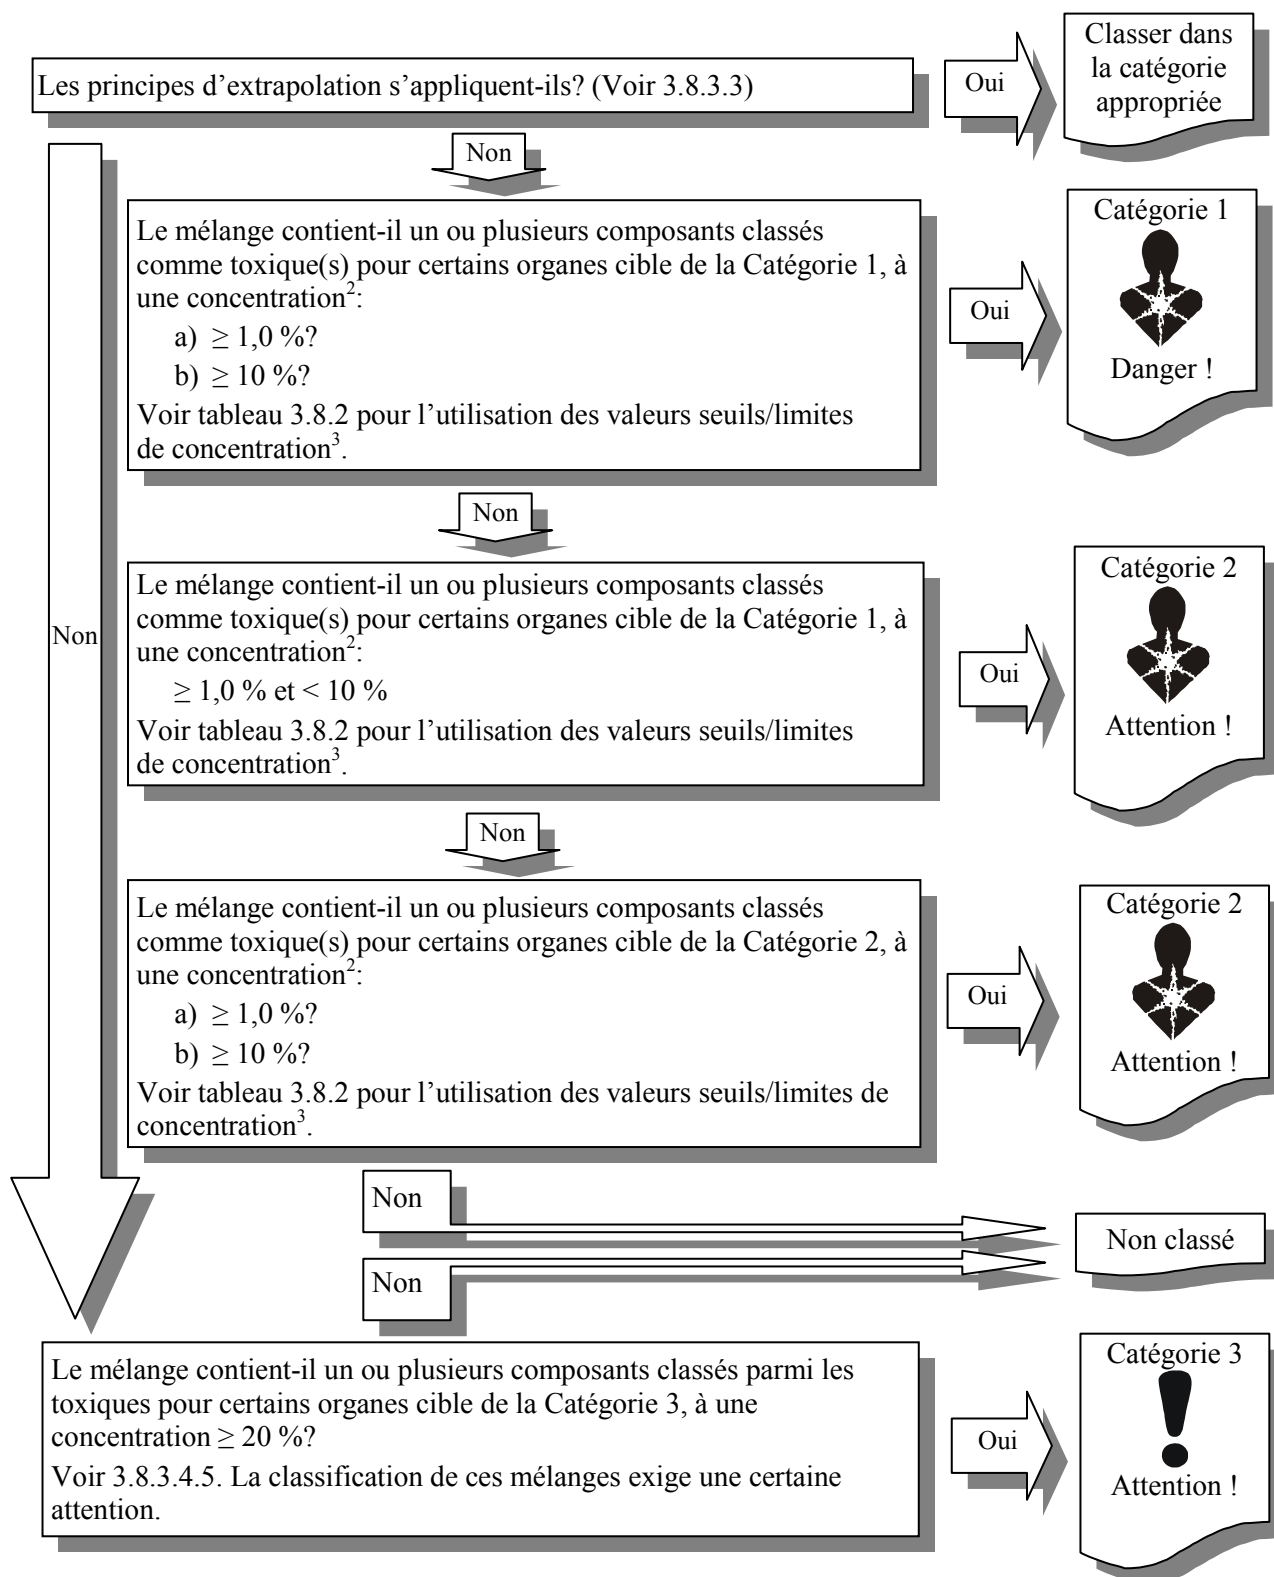 Les principes d'extrapolation s'appliquent-ils? (Voir 3.8.3.3)
Oui
Classer dans
la catégorie
appropriée
Non
Non
Le mélange contient-il un ou plusieurs composants classés
comme toxique(s) pour certains organes cible de la Catégorie 1, à
une concentration²:
a) ≥ 1,0 %?
b) ≥ 10 %?
Voir tableau 3.8.2 pour l'utilisation des valeurs seuils/limites
de concentration³.
Oui
Catégorie 1
Danger !
Non
Le mélange contient-il un ou plusieurs composants classés
comme toxique(s) pour certains organes cible de la Catégorie 1, à
une concentration²:
≥ 1,0 % et < 10 %
Voir tableau 3.8.2 pour l'utilisation des valeurs seuils/limites
de concentration³.
Oui
Catégorie 2
Attention !
Non
Le mélange contient-il un ou plusieurs composants classés
comme toxique(s) pour certains organes cible de la Catégorie 2, à
une concentration²:
a) ≥ 1,0 %?
b) ≥ 10 %?
Voir tableau 3.8.2 pour l'utilisation des valeurs seuils/limites de
concentration³.
Oui
Catégorie 2
Attention !
Non
Non classé
Non
Le mélange contient-il un ou plusieurs composants classés parmi les
toxiques pour certains organes cible de la Catégorie 3, à une
concentration ≥ 20 %?
Voir 3.8.3.4.5. La classification de ces mélanges exige une certaine
attention.
Oui
Catégorie 3
Attention !